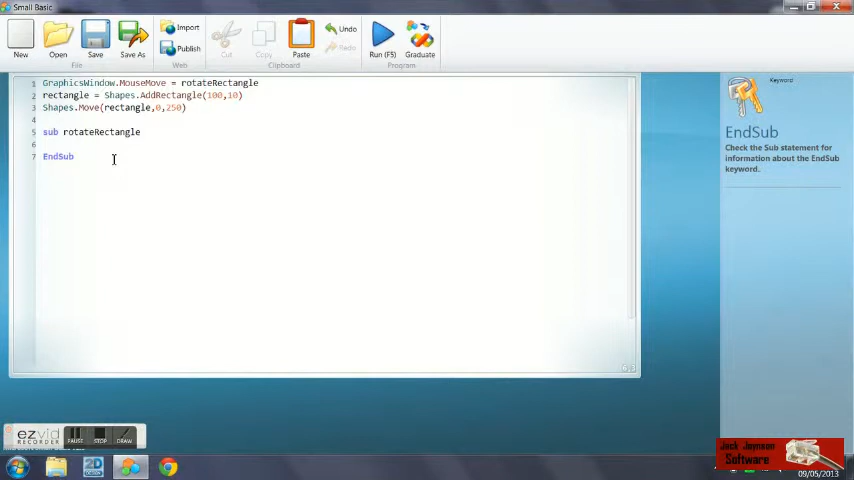 Small Basic
New
Open
Save
Save As
File
Import
Publish
Web
Cut
Copy
Paste
Undo
Redo
Clipboard
Run (F5)
Graduate
Program
1 GraphicsWindow.MouseMove = rotateRectangle
2 rectangle = Shapes.AddRectangle(100,10)
3 Shapes.Move(rectangle,0,250)
4
5 sub rotateRectangle
6
7 EndSub
Keyword
EndSub
Check the Sub statement for
information about the EndSub
keyword.
ezvid
RECORDER
PAUSE
STOP
DRAW
Jack Jaynson
Software
09/05/2013